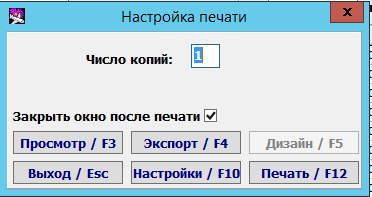 Настройка печати
x
Число копий: 1
Закрыть окно после печати
Просмотр / F3 Экспорт / F4 Дизайн / F5
Выход / Esc Настройки / F10 Печать / F12